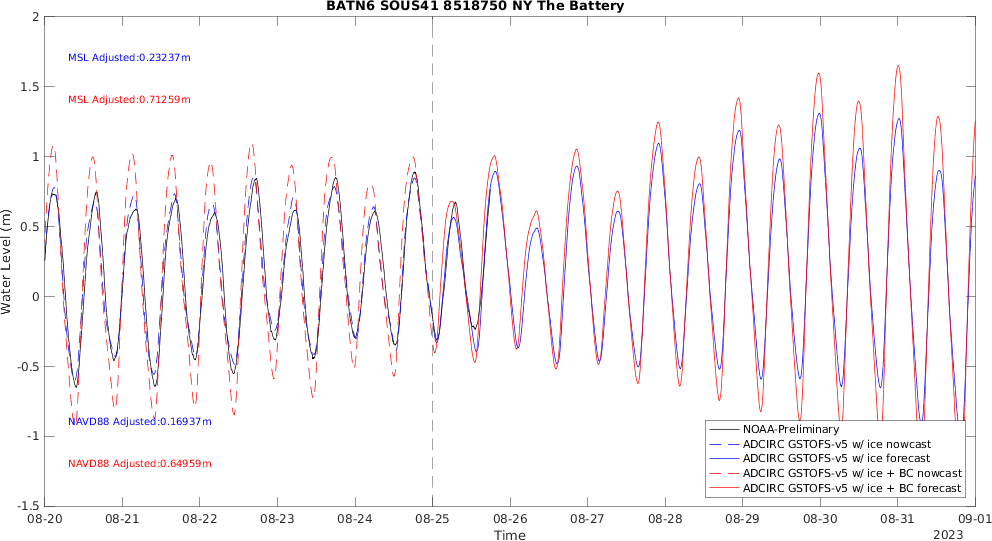 BATN6 SOUS41 8518750 NY The Battery
2
1.5
1
0.5
0
-0.5
-1
-1.5
Water Level (m)
MSL Adjusted:0.23237m
MSL Adjusted:0.71259m
NAVD88 Adjusted:0.16937m
NAVD88 Adjusted:0.64959m
NOAA-Preliminary
ADCIRC GSTOFS-v5 w/ ice nowcast
ADCIRC GSTOFS-v5 w/ ice forecast
ADCIRC GSTOFS-v5 w/ ice + BC nowcast
ADCIRC GSTOFS-v5 w/ ice + BC forecast
08-20 08-21 08-22 08-23 08-24 08-25 08-26 08-27 08-28 08-29 08-30 08-31 09-01
Time
2023